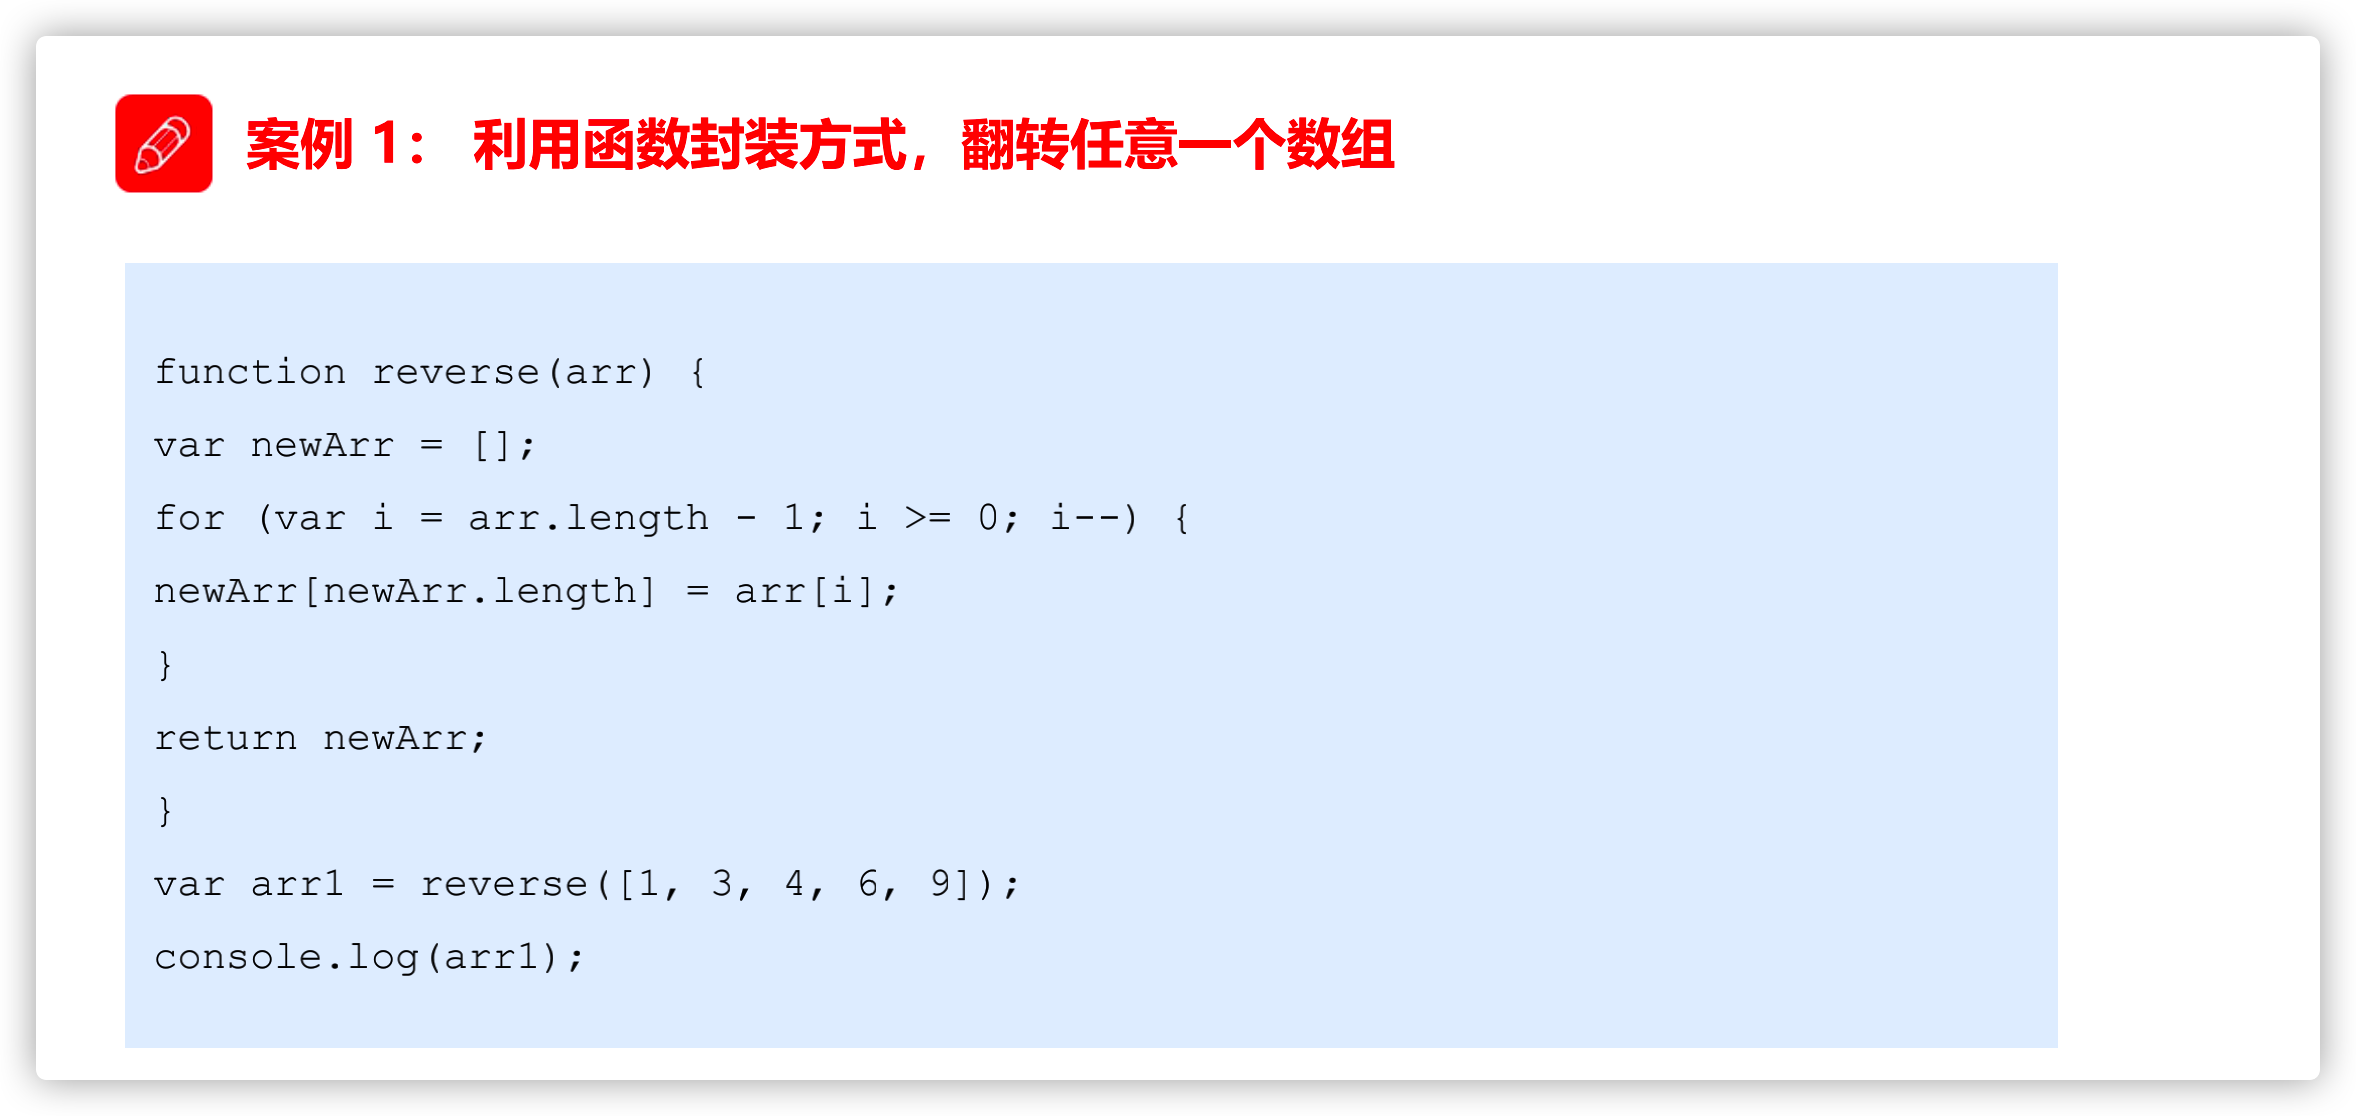 案例 1： 利用函数封装方式，翻转任意一个数组
function reverse(arr) {
var newArr = [];
for (var i = arr.length - 1; i >= 0; i--) {
newArr[newArr.length] = arr[i];
}
return newArr;
}
var arr1 = reverse([1, 3, 4, 6, 9]);
console.log(arr1);